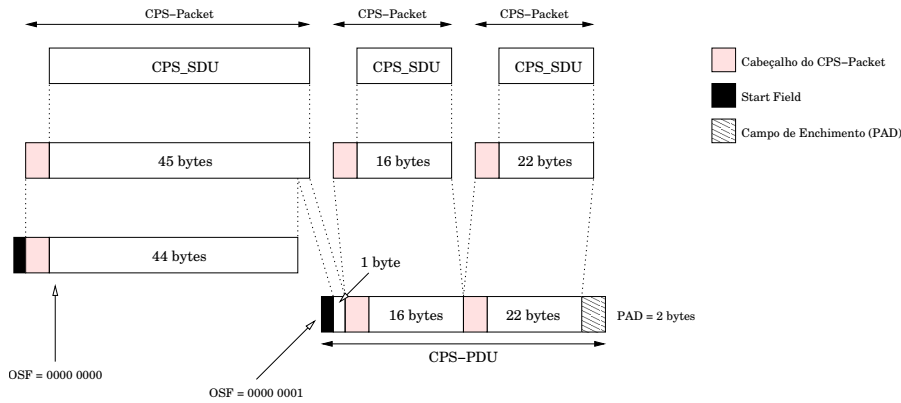 CPS–Packet
CPS–Packet
CPS–Packet
CPS_SDU
CPS_SDU
CPS_SDU
Cabeçalho do CPS–Packet
Start Field
Campo de Enchimento (PAD)
45 bytes
16 bytes
22 bytes
44 bytes
1 byte
16 bytes
22 bytes
PAD = 2 bytes
CPS–PDU
OSF = 0000 0000
OSF = 0000 0001